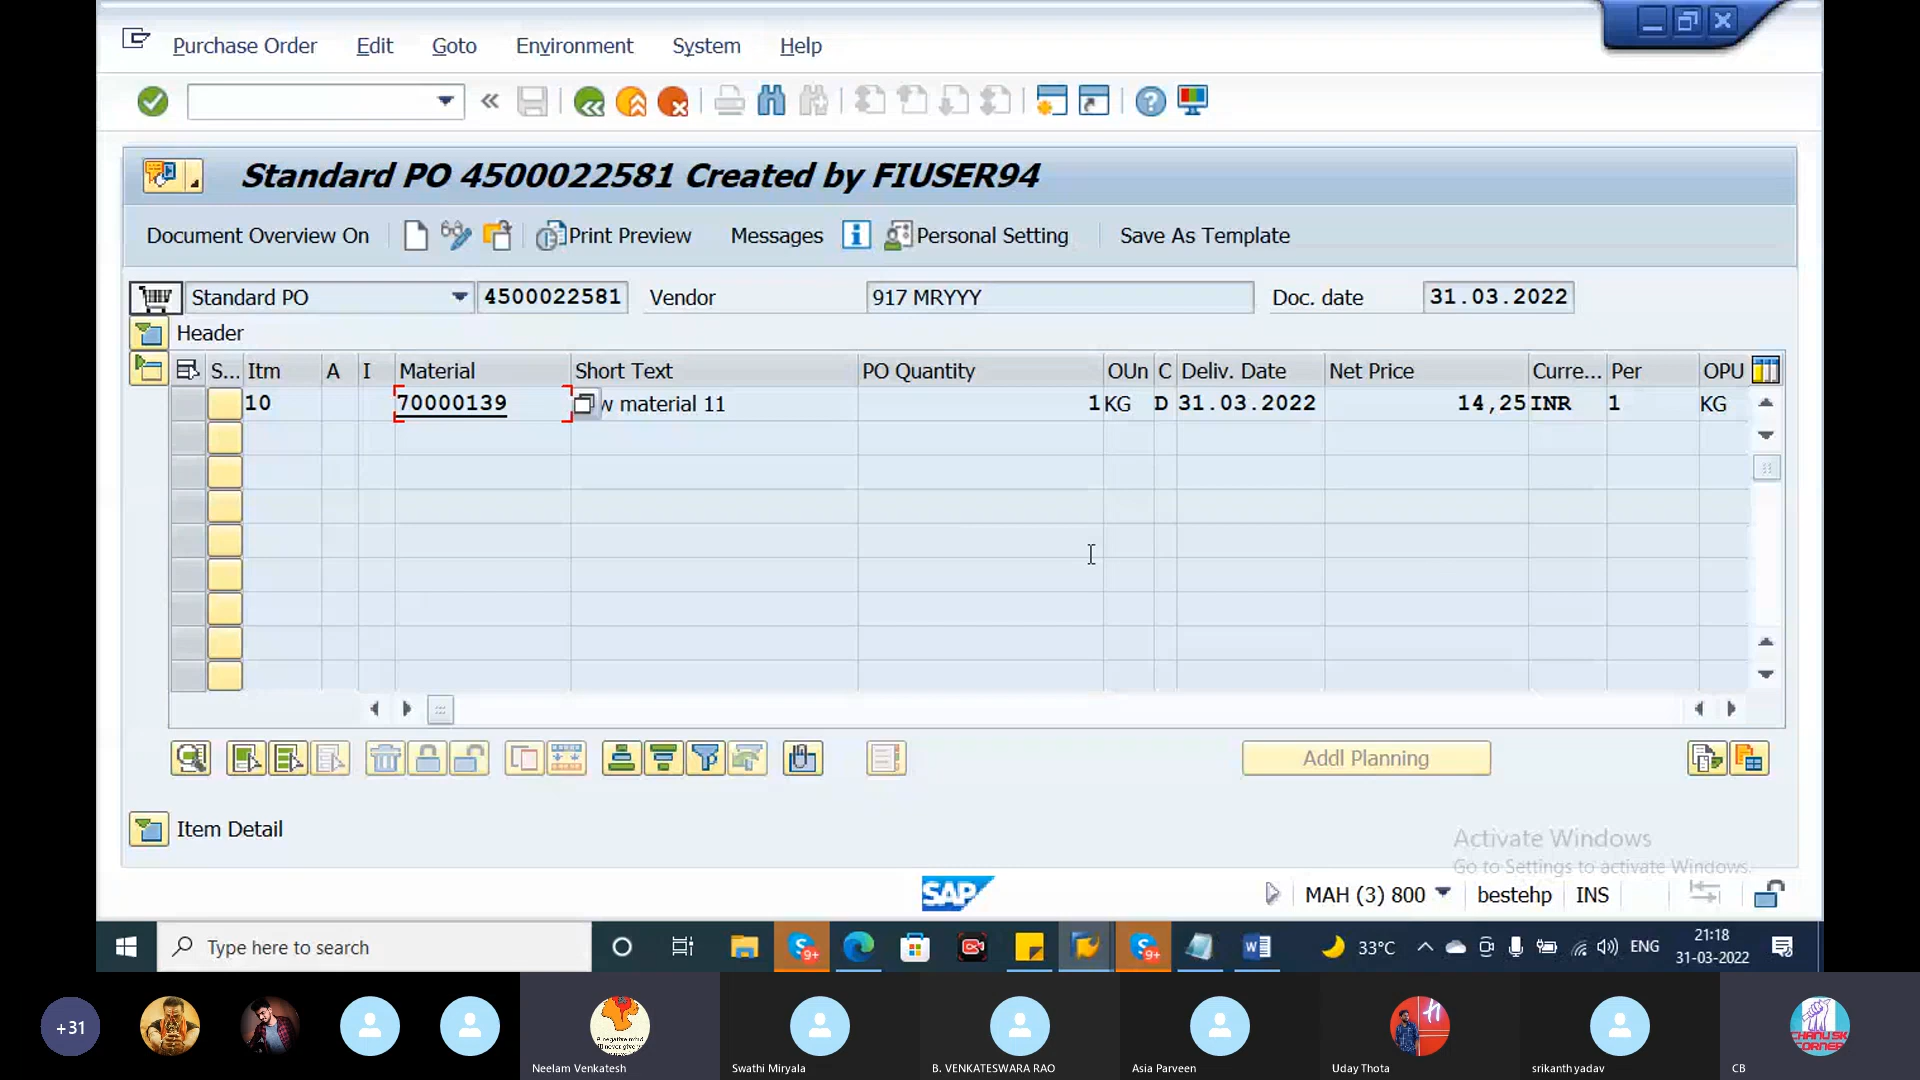 Purchase Order Edit Goto Environment System Help
Standard PO 4500022581 Created by FIUSER94
Document Overview On Print Preview Messages Personal Setting Save As Template
Standard PO 4500022581 Vendor 917 MRYYY Doc. date 31.03.2022
Header
S... Itm A I Material Short Text PO Quantity OUn C Deliv. Date Net Price Curre... Per OPU
10 70000139 w material 11 1 KG D 31.03.2022 14,25 INR 1 KG
Addl Planning
Item Detail
Activate Windows
Go to Settings to activate Windows.
SAP MAH (3) 800 bestehp INS
Type here to search 9+ 9+ 33°C ENG 21:18
31-03-2022
+31
Neelam Venkatesh Swathi Miryala B. VENKATESWARA RAO Asia Parveen Uday Thota srikanth yadav CB